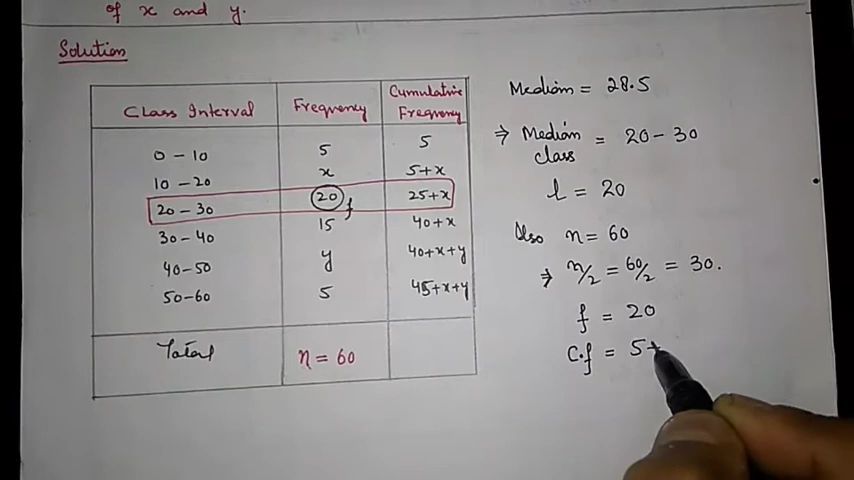 of x and y.
Solution
Class Interval Frequency Cumulative Frequency
0 - 10 5 5
10 - 20 x 5+x
20 - 30 20 f 25+x
30 - 40 15 40+x
40 - 50 y 40+x+y
50 - 60 5 45+x+y
Total n = 60
Median = 28.5
⇒ Median class = 20 - 30
l = 20
Also n = 60
⇒ n/2 = 60/2 = 30.
f = 20
C.f = 5+